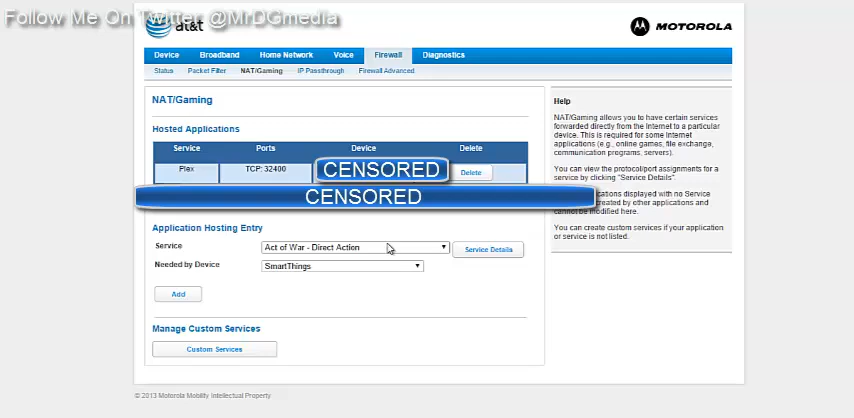 Follow Me On Twitter @MrDGmedia
at&t
MOTOROLA
Device Broadband Home Network Voice Firewall Diagnostics
Status Packet Filter NAT/Gaming IP Passthrough Firewall Advanced
NAT/Gaming
Hosted Applications
Service Ports Device Delete
Plex TCP: 32400 CENSORED Delete
CENSORED
Application Hosting Entry
Service Act of War - Direct Action Service Details
Needed by Device SmartThings
Add
Manage Custom Services
Custom Services
Help
NAT/Gaming allows you to have certain services
forwarded directly from the Internet to a particular
device. This is required for some Internet
applications (e.g., online games, file exchange,
communication programs, servers).
You can view the protocol/port assignments for a
service by clicking "Service Details".
displayed with no Service
created by other applications and
cannot be modified here.
You can create custom services if your application
or service is not listed.
© 2013 Motorola Mobility Intellectual Property